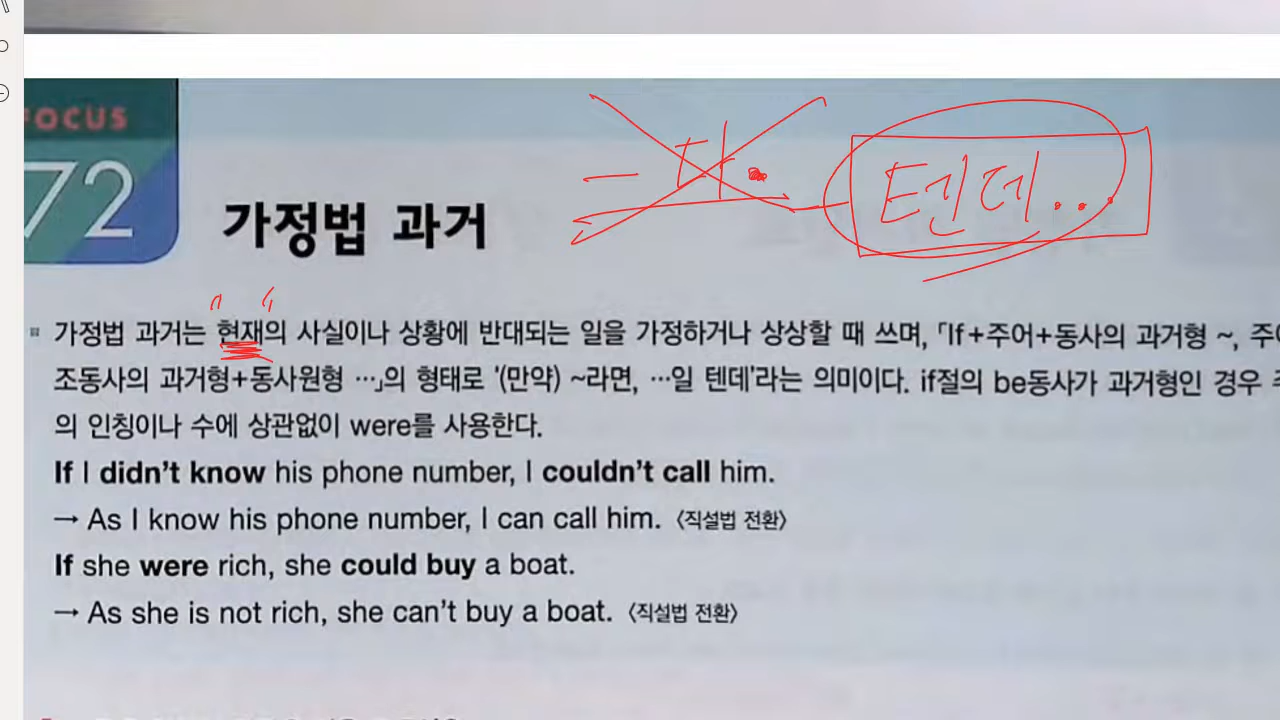 FOCUS
72
- 다.
텐데...
가정법 과거
가정법 과거는 현재의 사실이나 상황에 반대되는 일을 가정하거나 상상할 때 쓰며, 「If+주어+동사의 과거형 ~,
조동사의 과거형+동사원형 …」의 형태로 '(만약) ~라면, …일 텐데'라는 의미이다. if절의 be동사가 과거형인 경우
의 인칭이나 수에 상관없이 were를 사용한다.
If I didn't know his phone number, I couldn't call him.
→ As I know his phone number, I can call him. 〈직설법 전환〉
If she were rich, she could buy a boat.
→ As she is not rich, she can't buy a boat. 〈직설법 전환〉